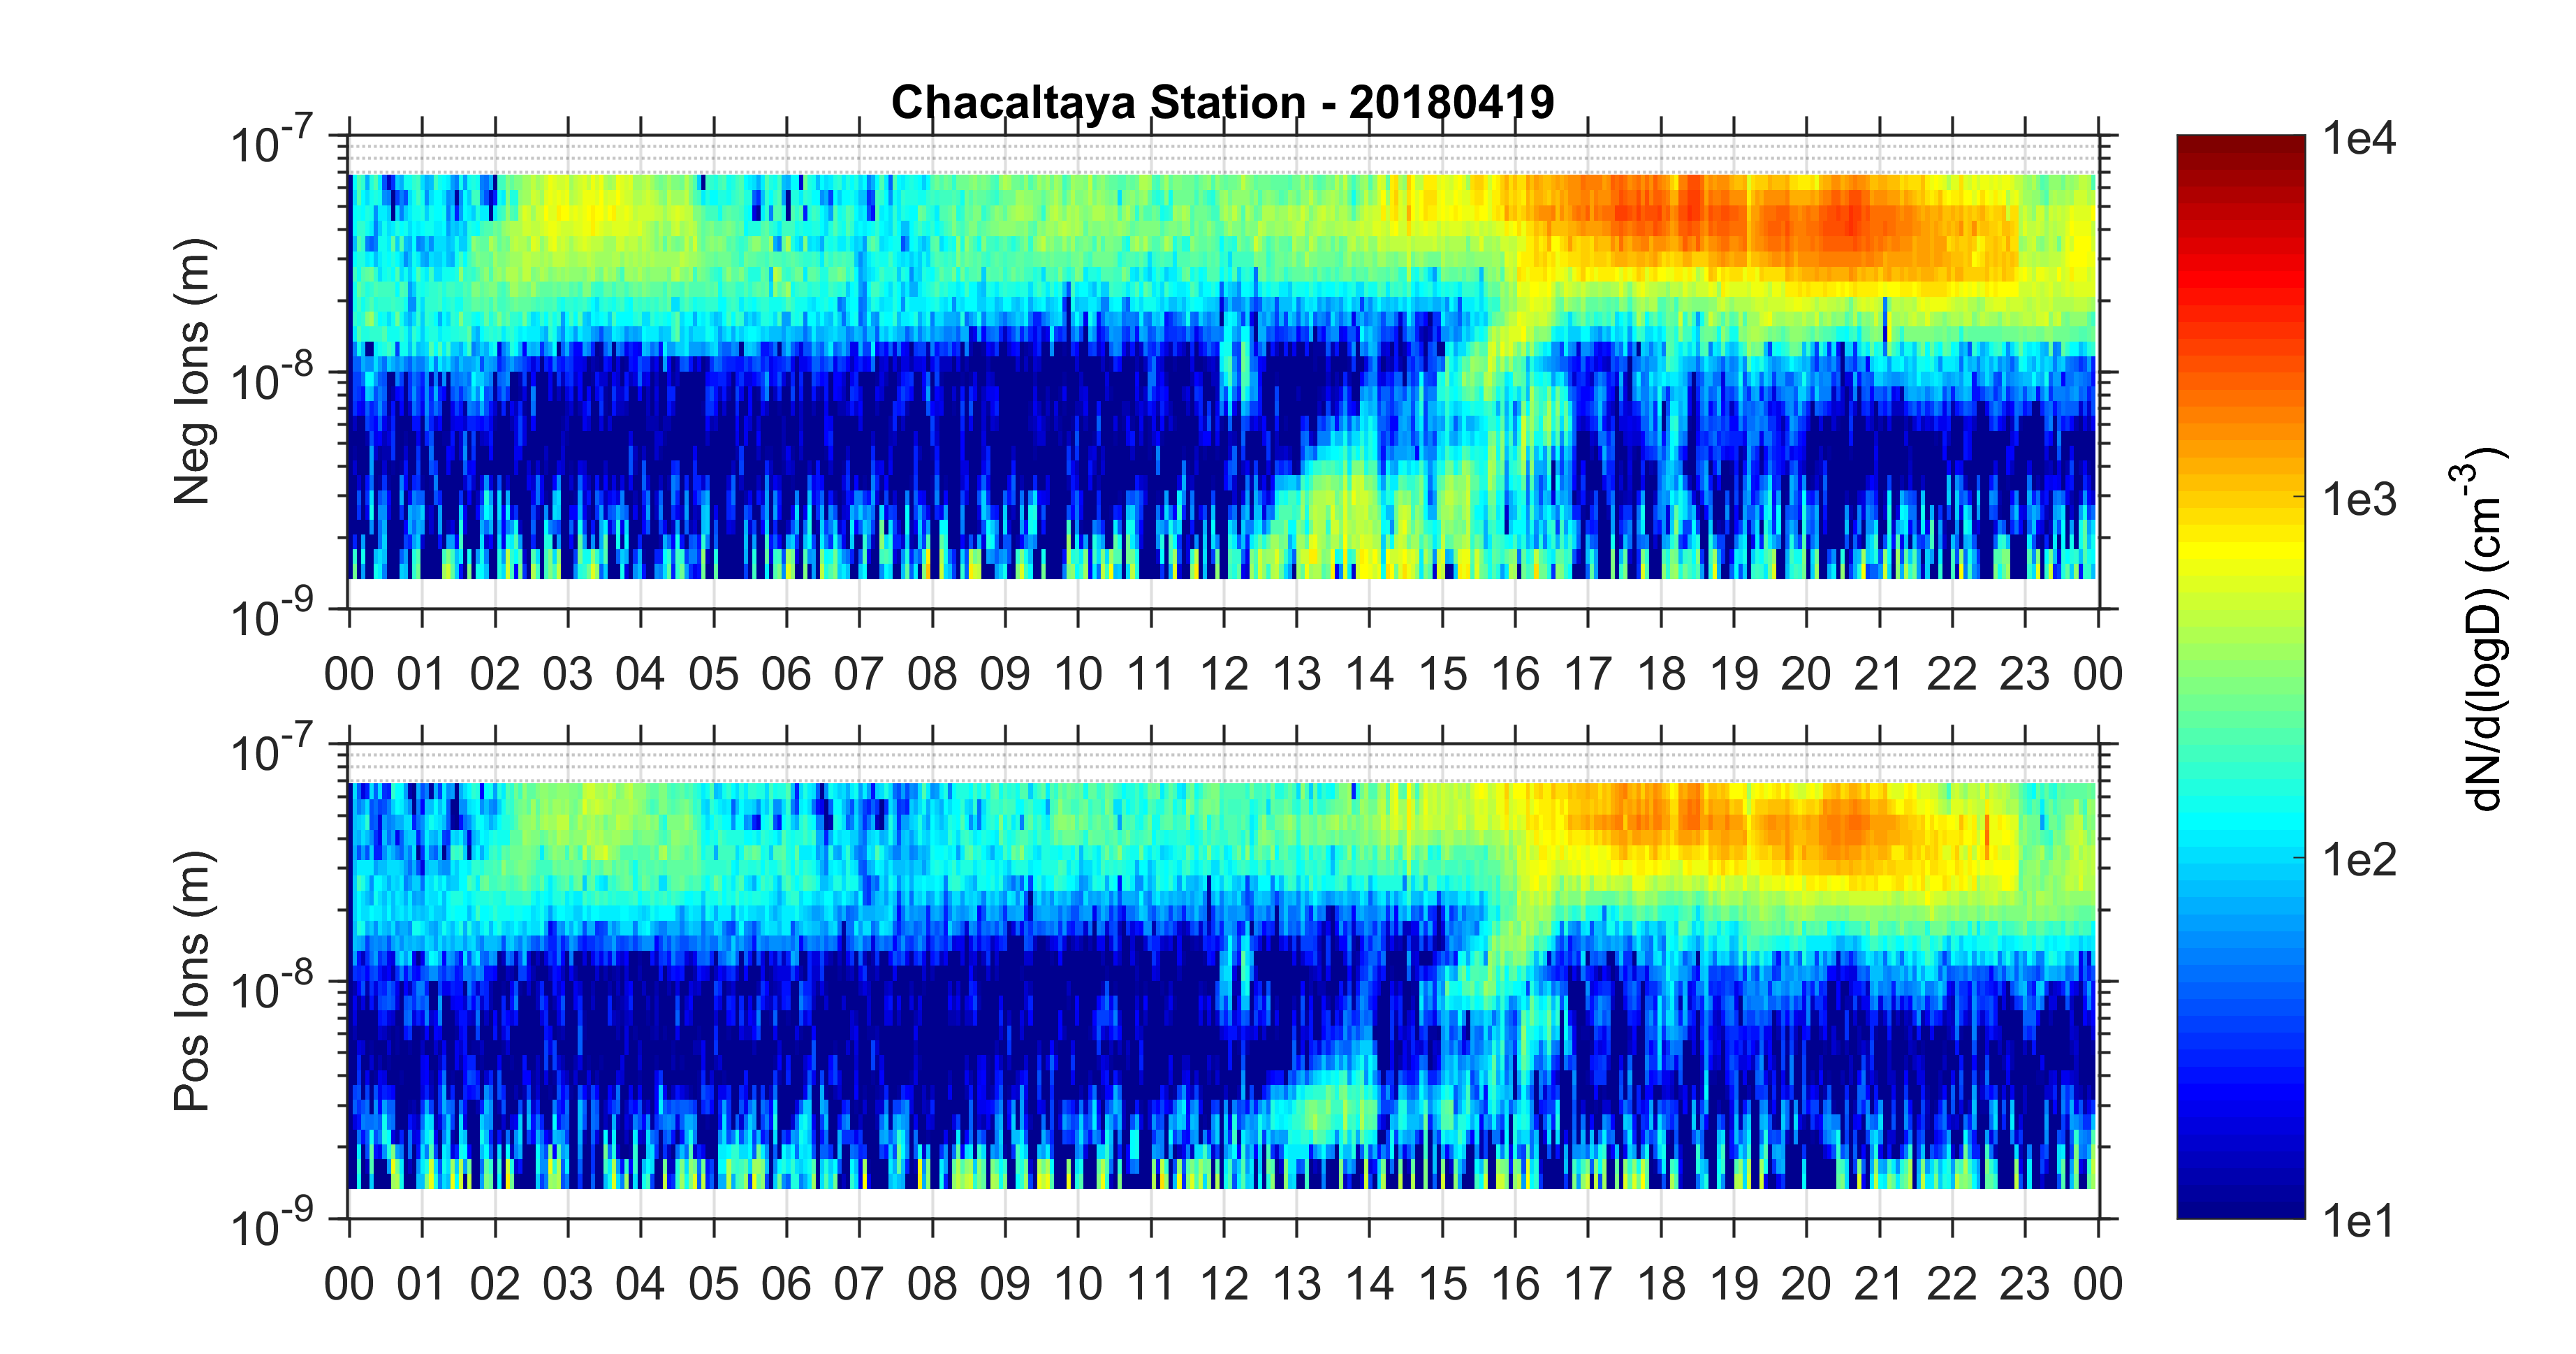 Chacaltaya Station - 20180419
10-7
10-8
10-9
Neg Ions (m)
00 01 02 03 04 05 06 07 08 09 10 11 12 13 14 15 16 17 18 19 20 21 22 23 00
10-7
10-8
10-9
Pos Ions (m)
00 01 02 03 04 05 06 07 08 09 10 11 12 13 14 15 16 17 18 19 20 21 22 23 00
1e4
1e3
1e2
1e1
dN/d(logD) (cm-3)